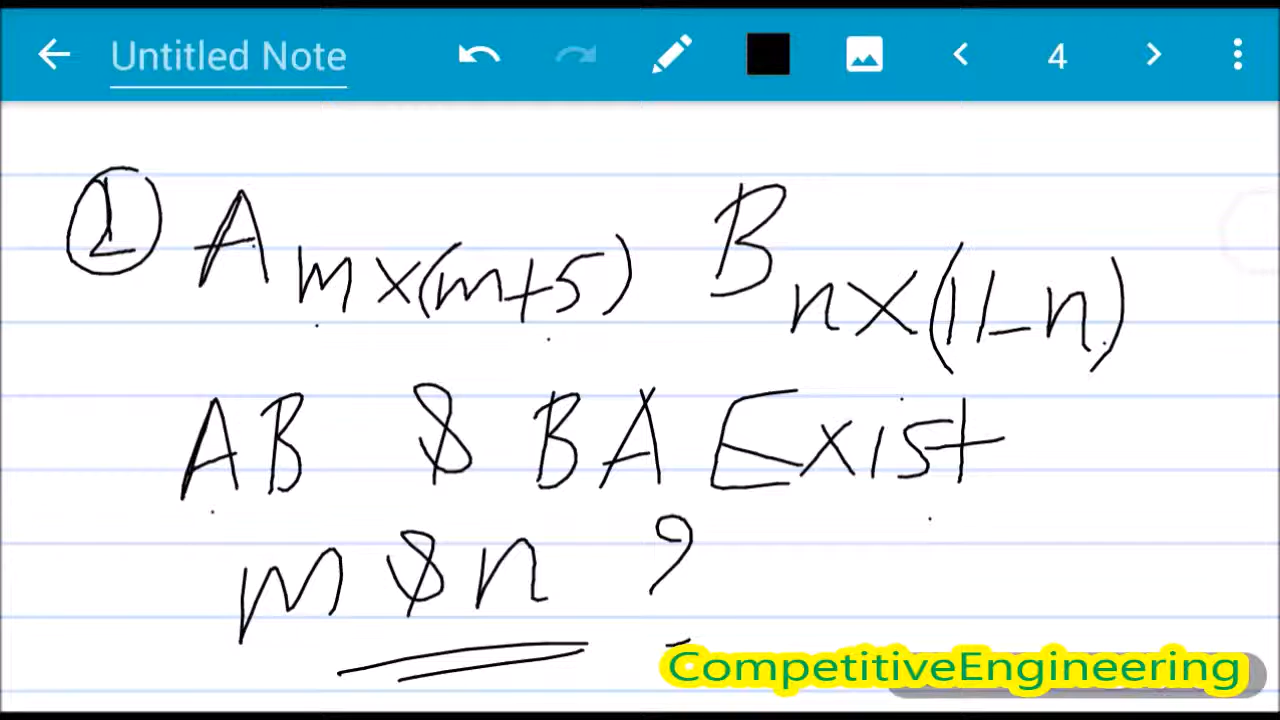 Untitled Note
4
① A m×(m+5) B n×(11-n)
AB & BA Exist
m & n ?
CompetitiveEngineering